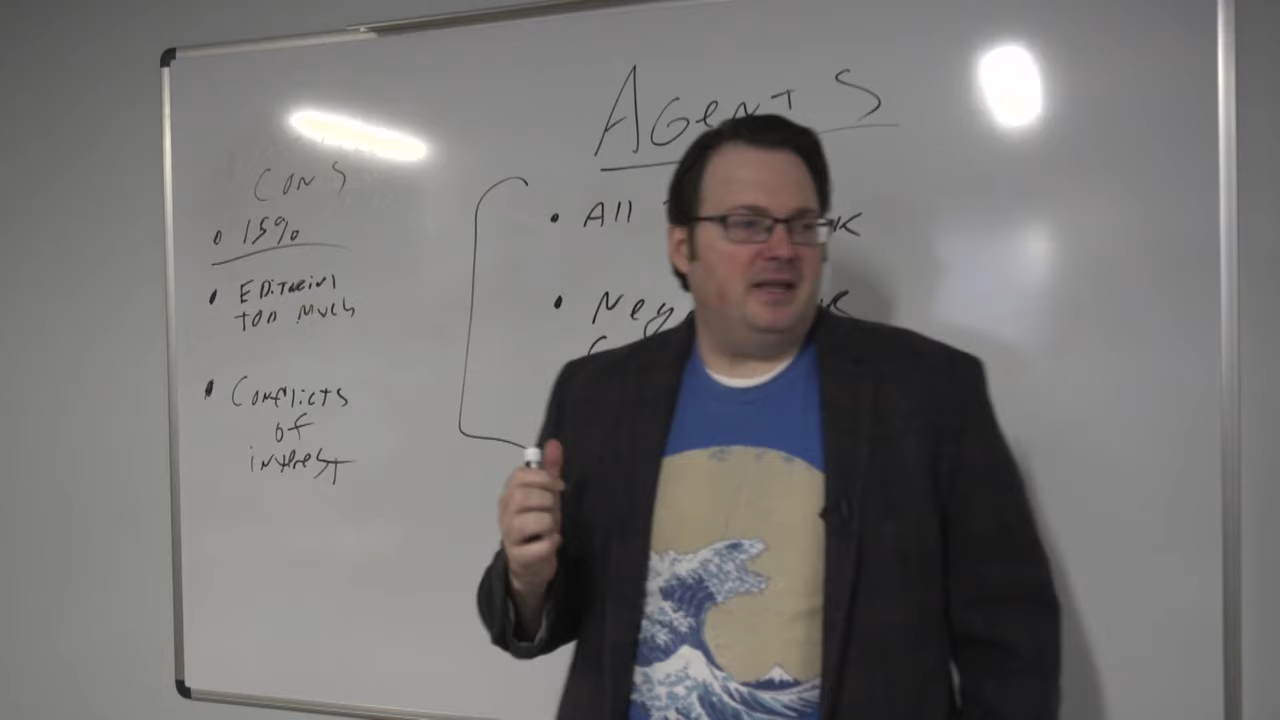 Agents
Cons
15%
Editorial
too much
Conflicts
of
interest
All
Neg